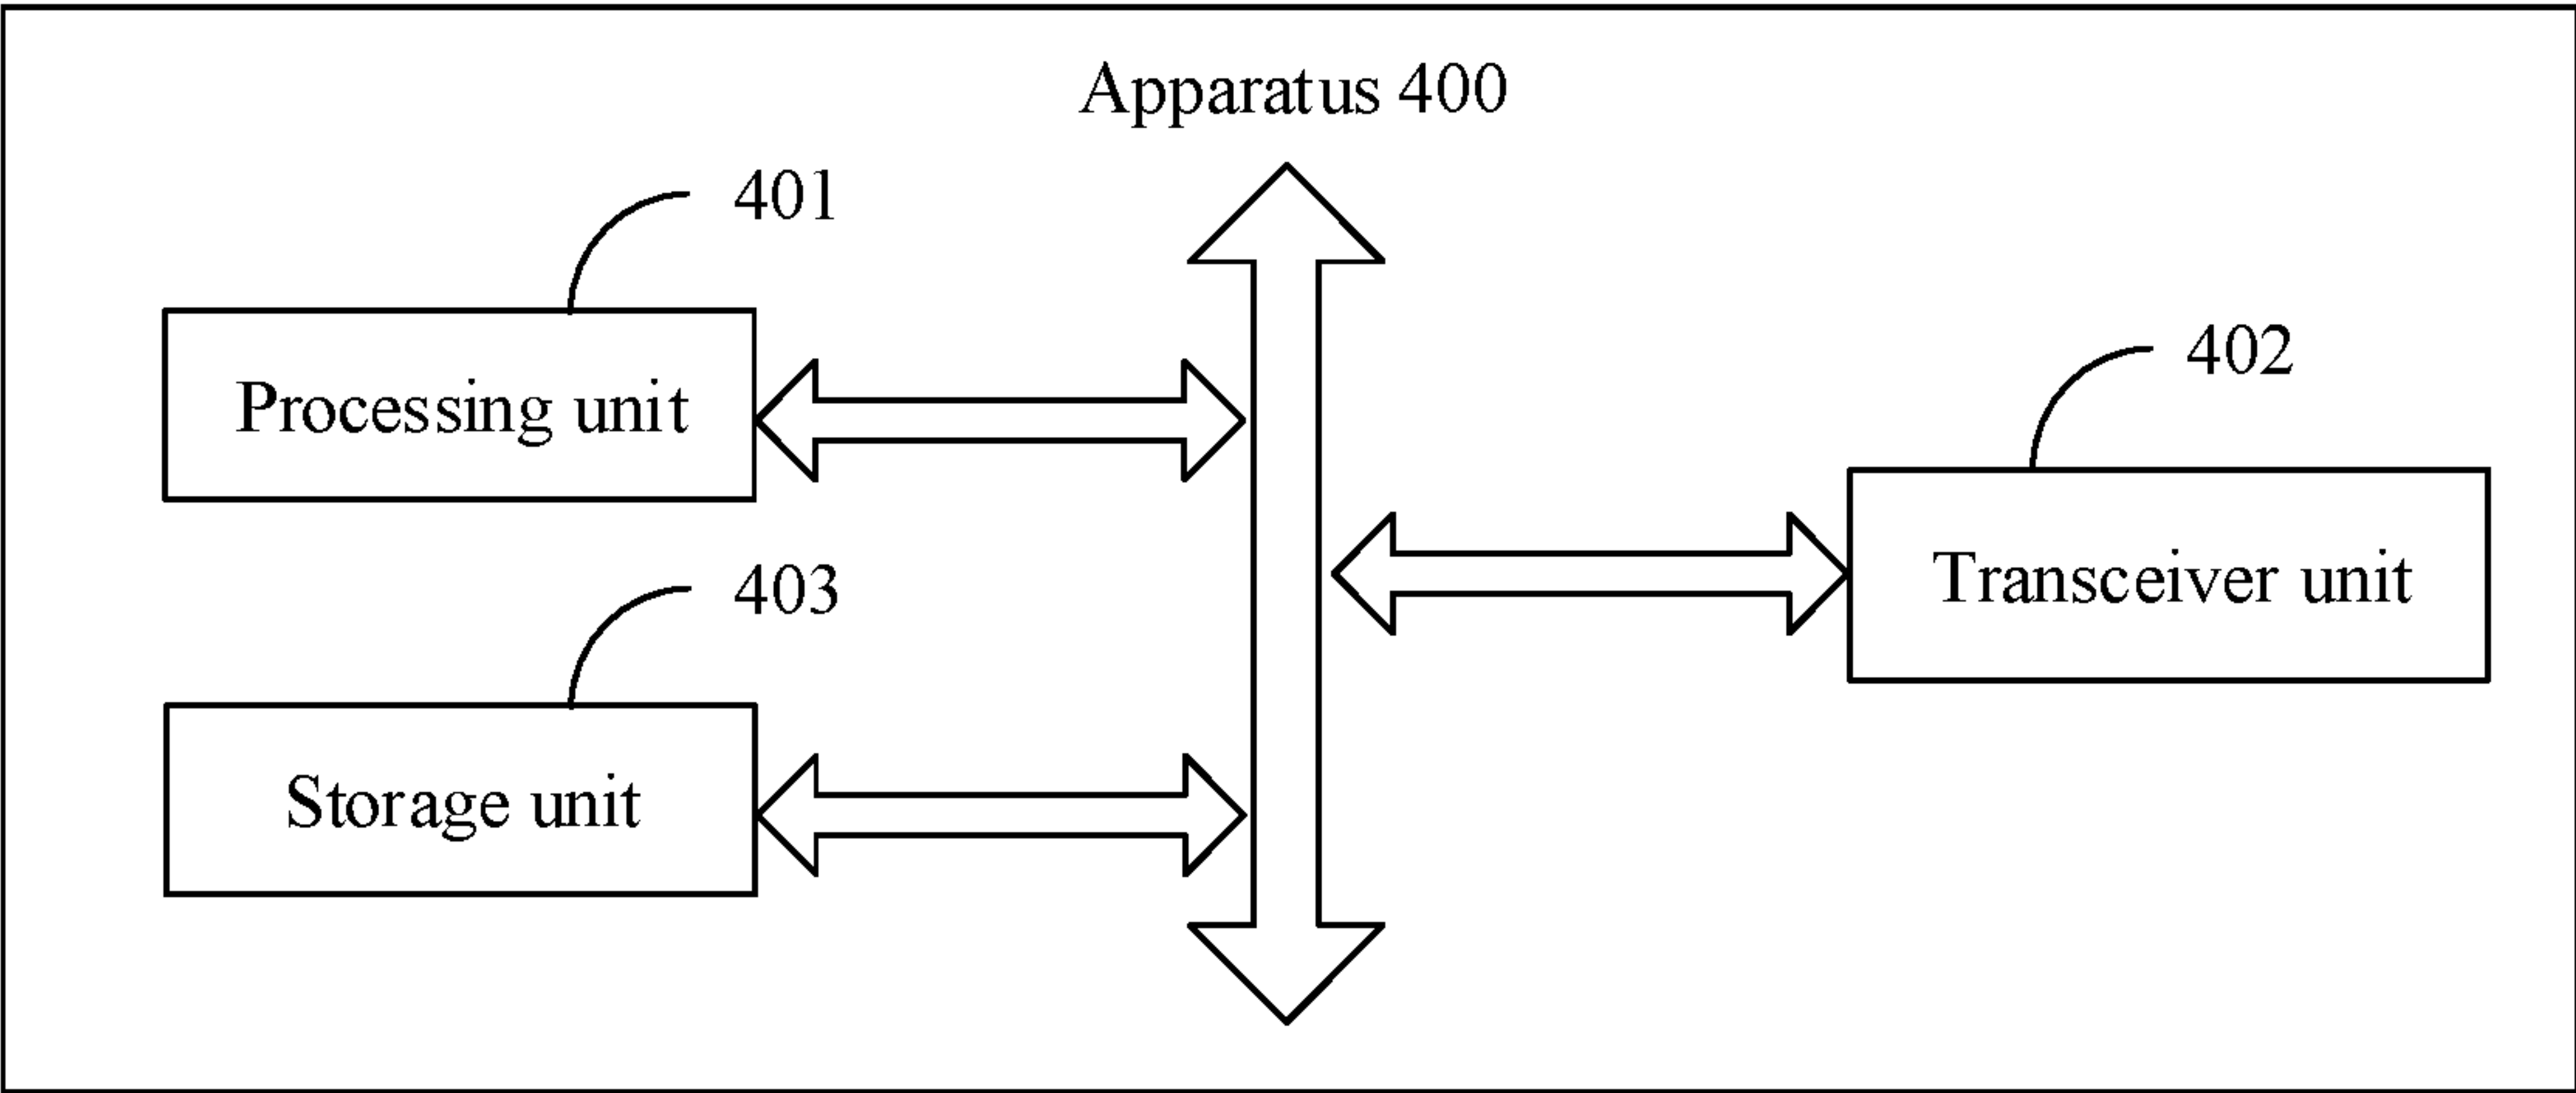 Apparatus 400
401
Processing unit
402
Transceiver unit
403
Storage unit